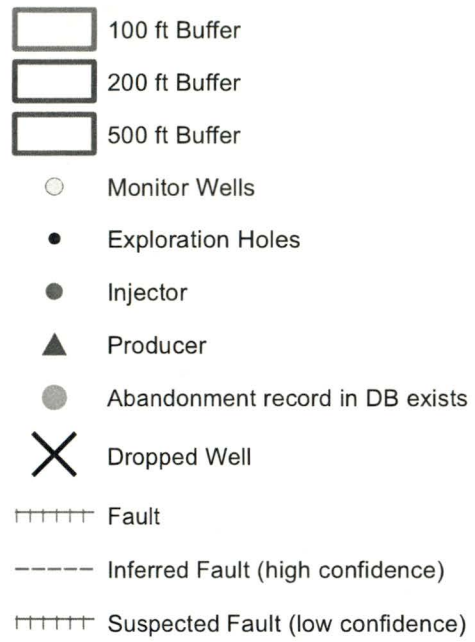 100 ft Buffer
200 ft Buffer
500 ft Buffer
Monitor Wells
Exploration Holes
Injector
Producer
Abandonment record in DB exists
Dropped Well
Fault
Inferred Fault (high confidence)
Suspected Fault (low confidence)